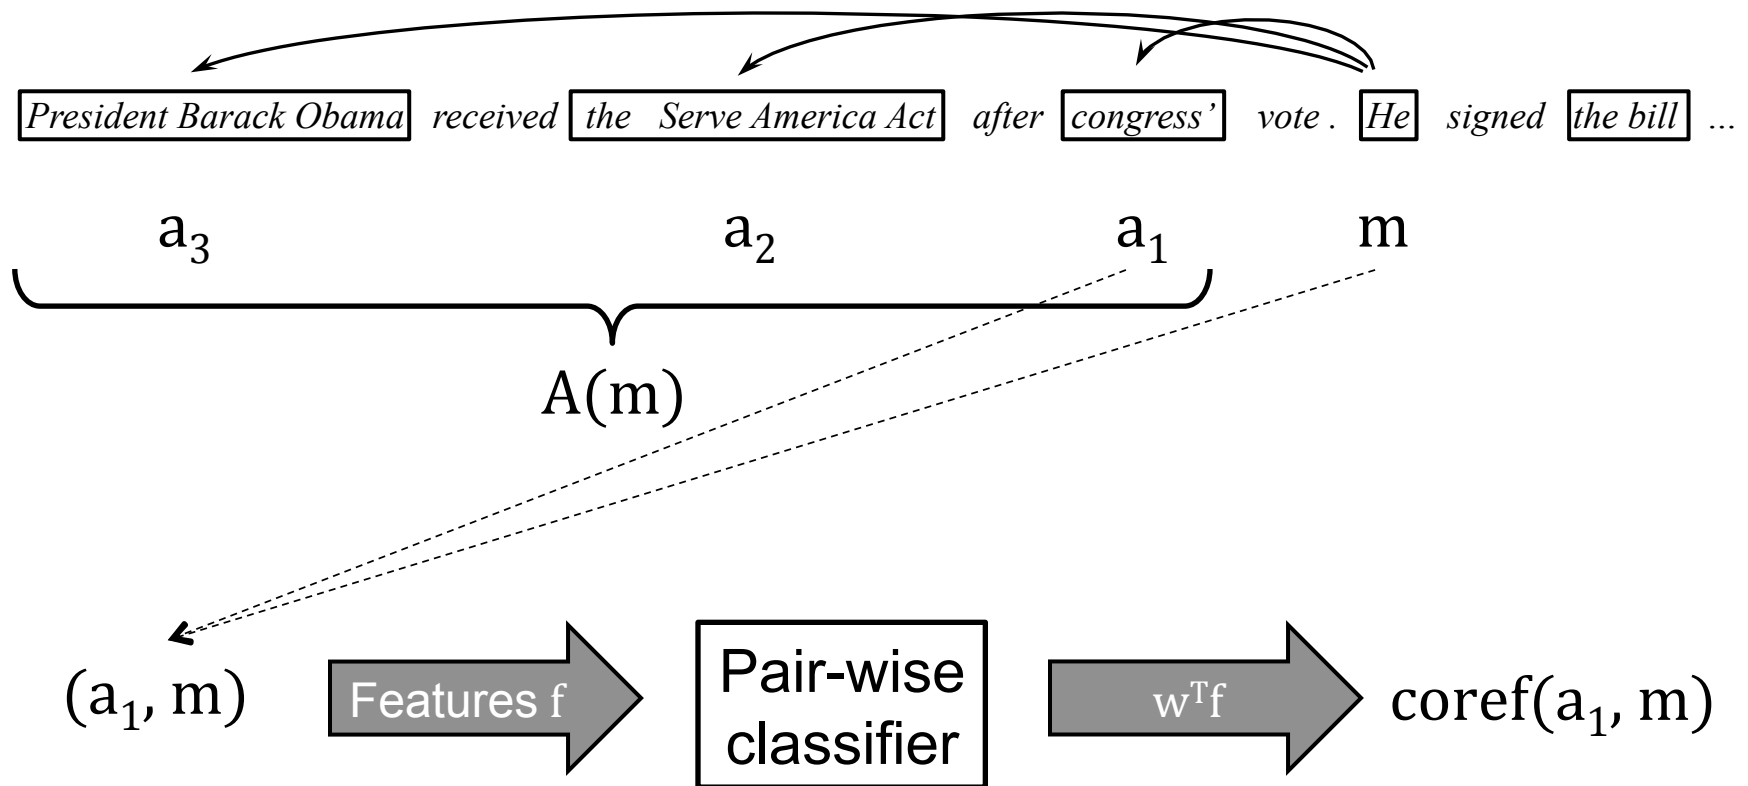 President Barack Obama received the Serve America Act after congress’ vote . He signed the bill ...
a₃ a₂ a₁ m
A(m)
(a₁, m) Features f Pair-wise classifier wᵀf coref(a₁, m)